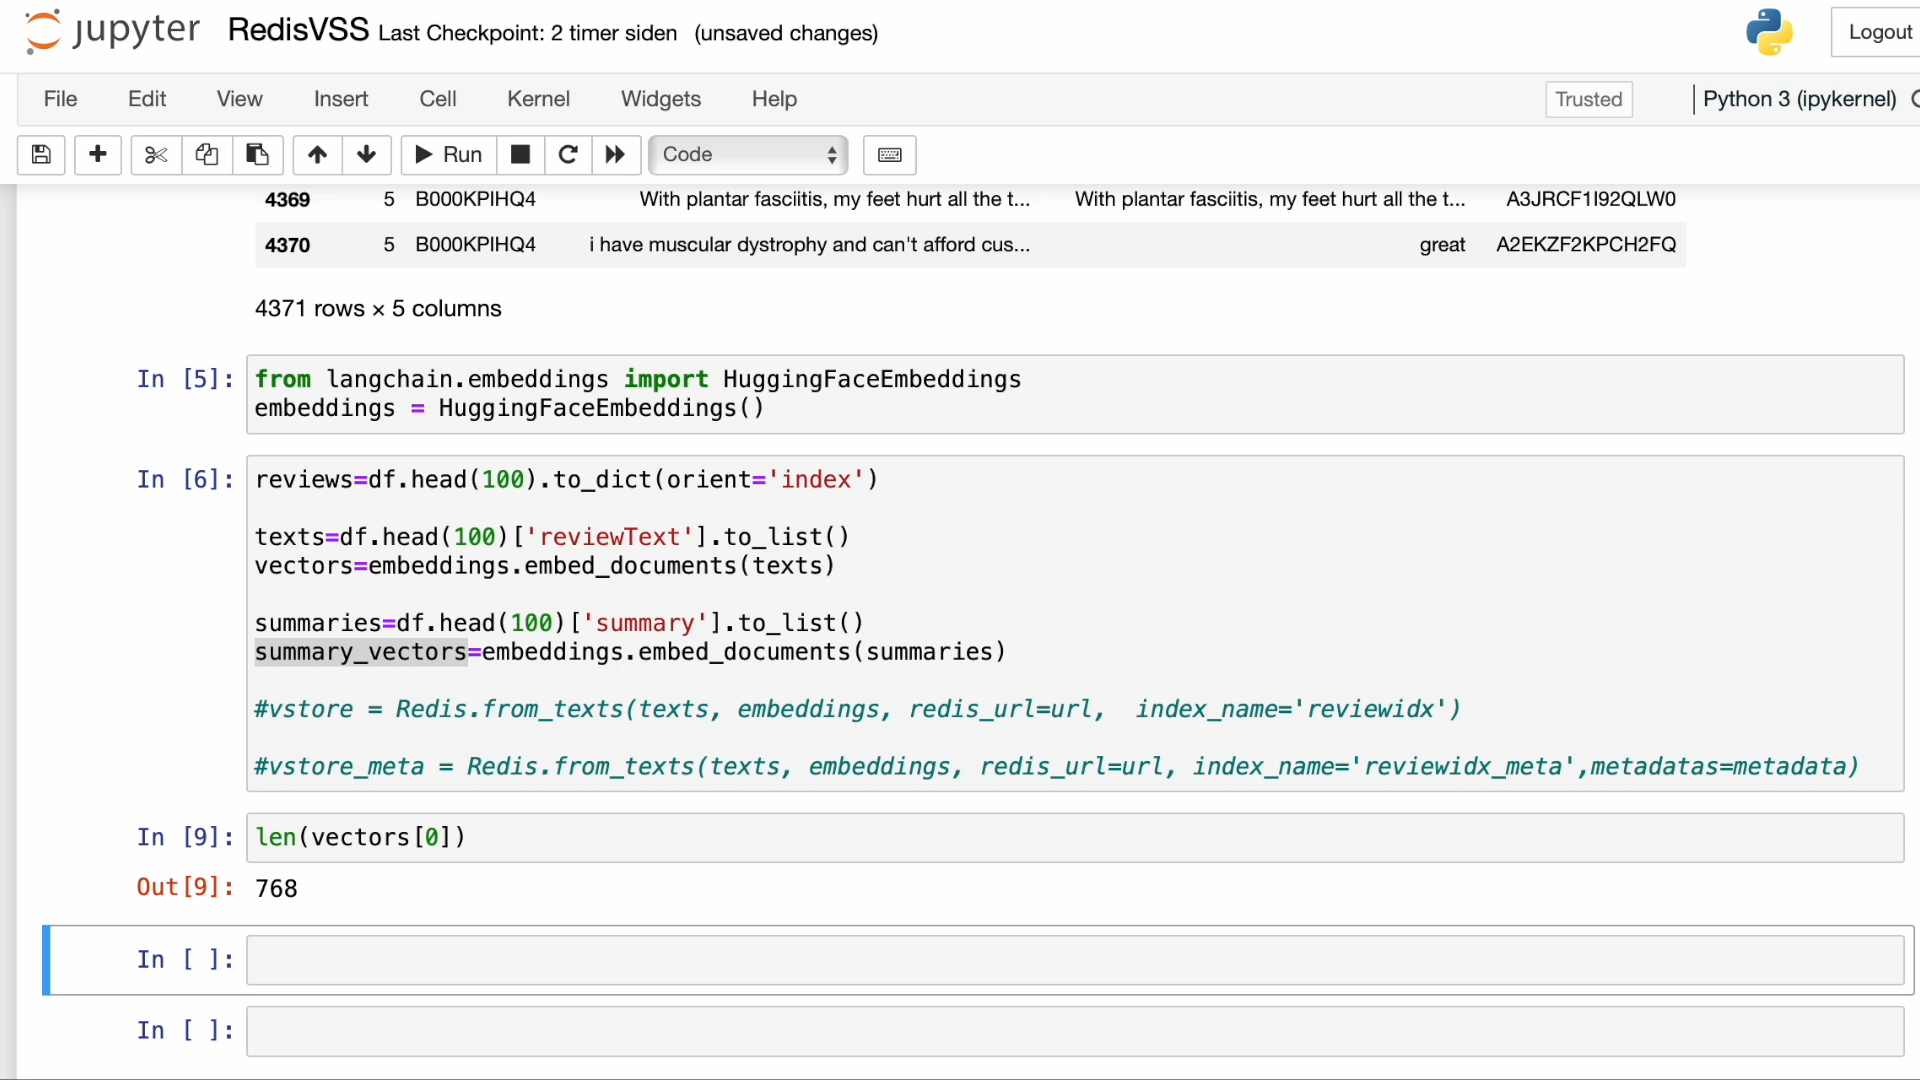 jupyter RedisVSS Last Checkpoint: 2 timer siden (unsaved changes) Logout
File Edit View Insert Cell Kernel Widgets Help Trusted Python 3 (ipykernel)
Run Code
4369 5 B000KPIHQ4 With plantar fasciitis, my feet hurt all the t... With plantar fasciitis, my feet hurt all the t... A3JRCF1I92QLW0
4370 5 B000KPIHQ4 i have muscular dystrophy and can't afford cus... great A2EKZF2KPCH2FQ
4371 rows × 5 columns
In [5]: from langchain.embeddings import HuggingFaceEmbeddings
embeddings = HuggingFaceEmbeddings()
In [6]: reviews=df.head(100).to_dict(orient='index')
texts=df.head(100)['reviewText'].to_list()
vectors=embeddings.embed_documents(texts)
summaries=df.head(100)['summary'].to_list()
summary_vectors=embeddings.embed_documents(summaries)
#vstore = Redis.from_texts(texts, embeddings, redis_url=url,  index_name='reviewidx')
#vstore_meta = Redis.from_texts(texts, embeddings, redis_url=url, index_name='reviewidx_meta',metadatas=metadata)
In [9]: len(vectors[0])
Out[9]: 768
In [ ]:
In [ ]: